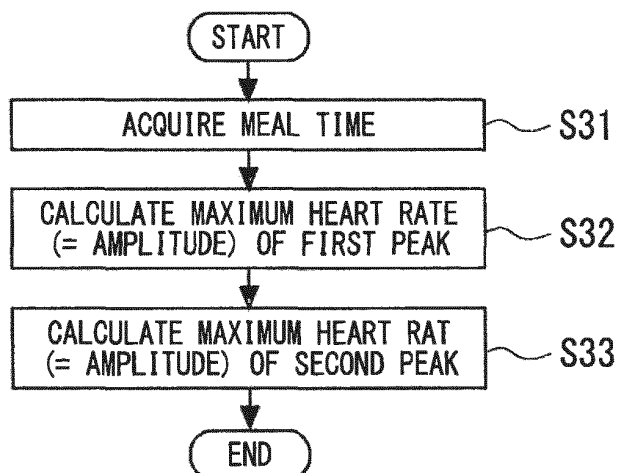 START
ACQUIRE MEAL TIME
S31
CALCULATE MAXIMUM HEART RATE
(= AMPLITUDE) OF FIRST PEAK
S32
CALCULATE MAXIMUM HEART RAT
(= AMPLITUDE) OF SECOND PEAK
S33
END